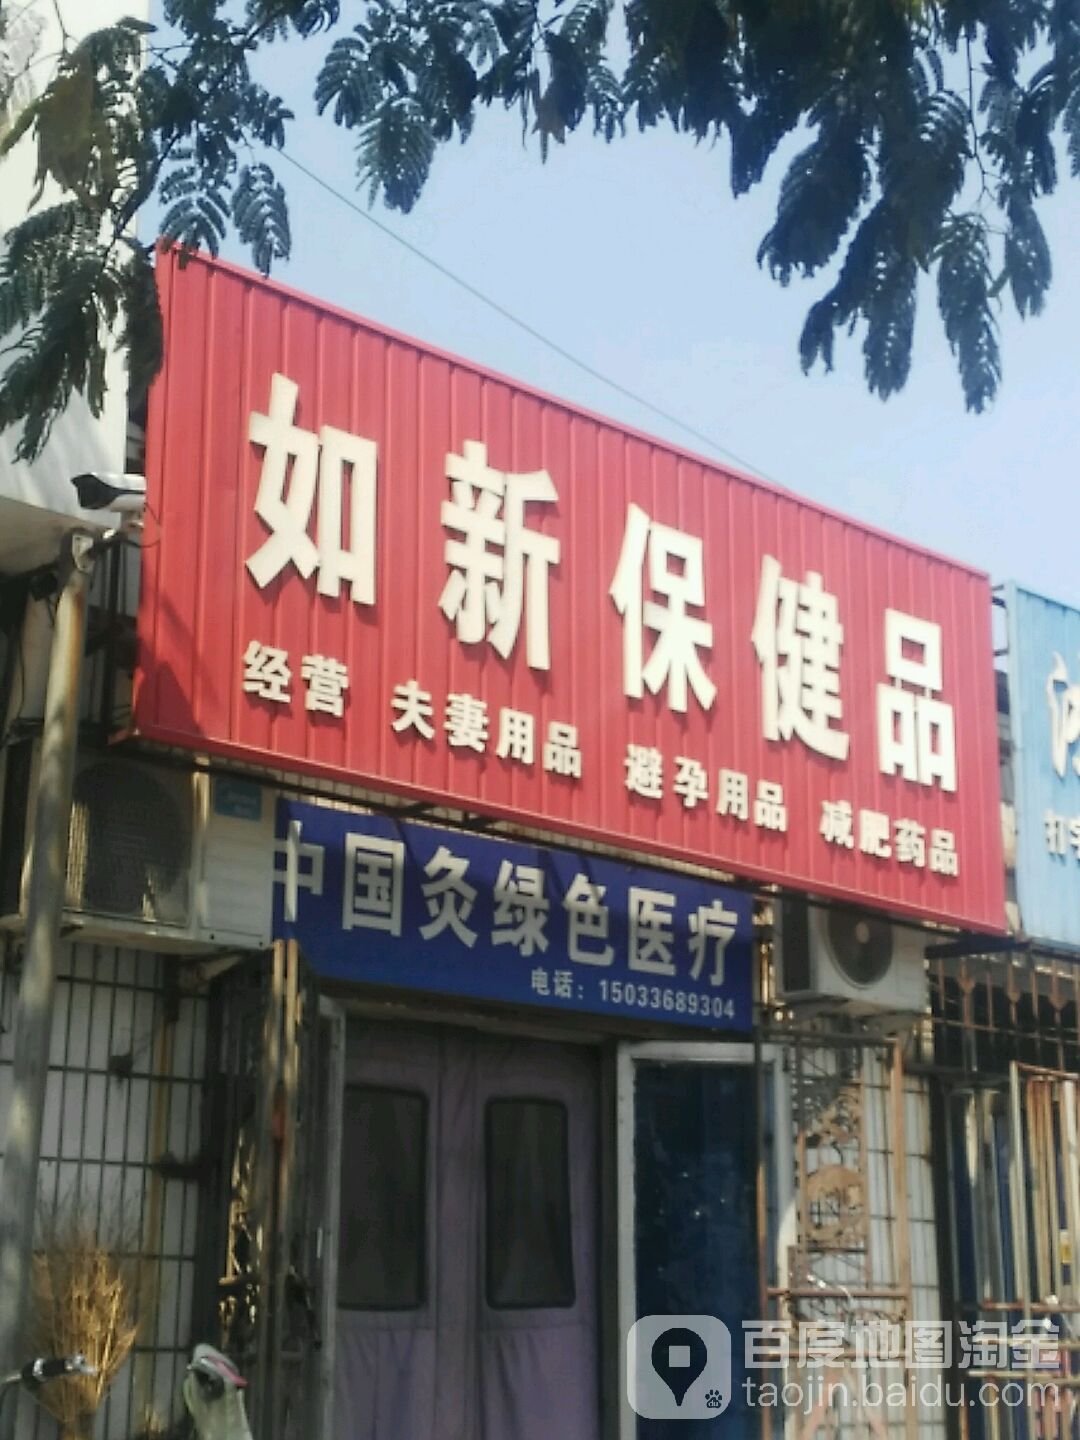 如新保健品
经营 夫妻用品 避孕用品 减肥药品
中国灸绿色医疗
电话：15033689304
打字
百度地图淘金
taojin.baidu.com